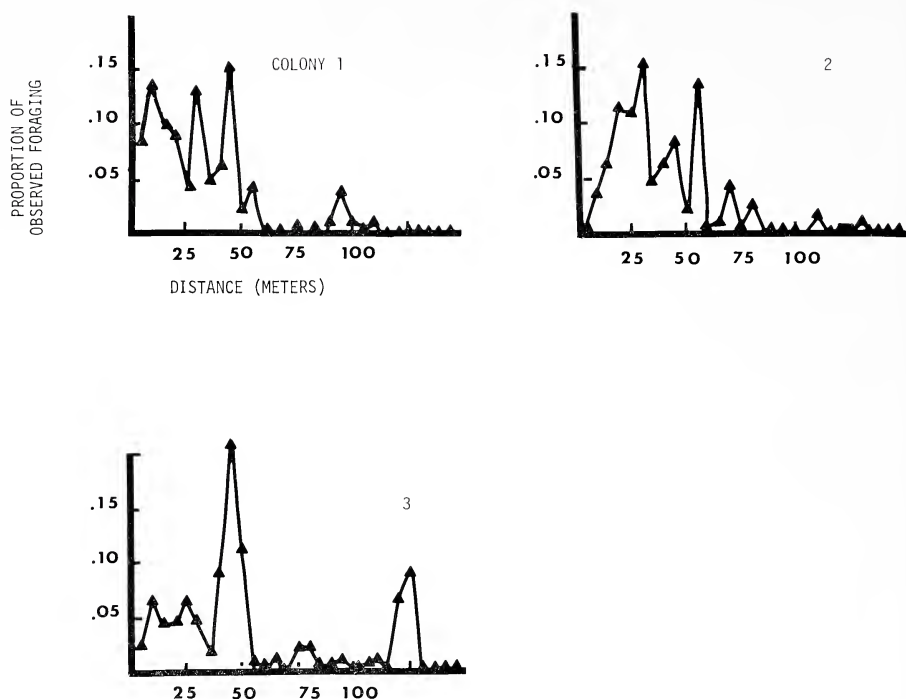 PROPORTION OF
OBSERVED FORAGING
.15
.10
.05
COLONY 1
25 50 75 100
DISTANCE (METERS)
.15
.10
.05
2
25 50 75 100
.15
.10
.05
3
25 50 75 100